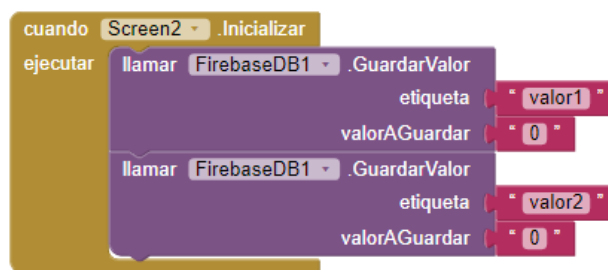 cuando Screen2 .Inicializar
ejecutar llamar FirebaseDB1 .GuardarValor
etiqueta " valor1 "
valorAGuardar " 0 "
llamar FirebaseDB1 .GuardarValor
etiqueta " valor2 "
valorAGuardar " 0 "